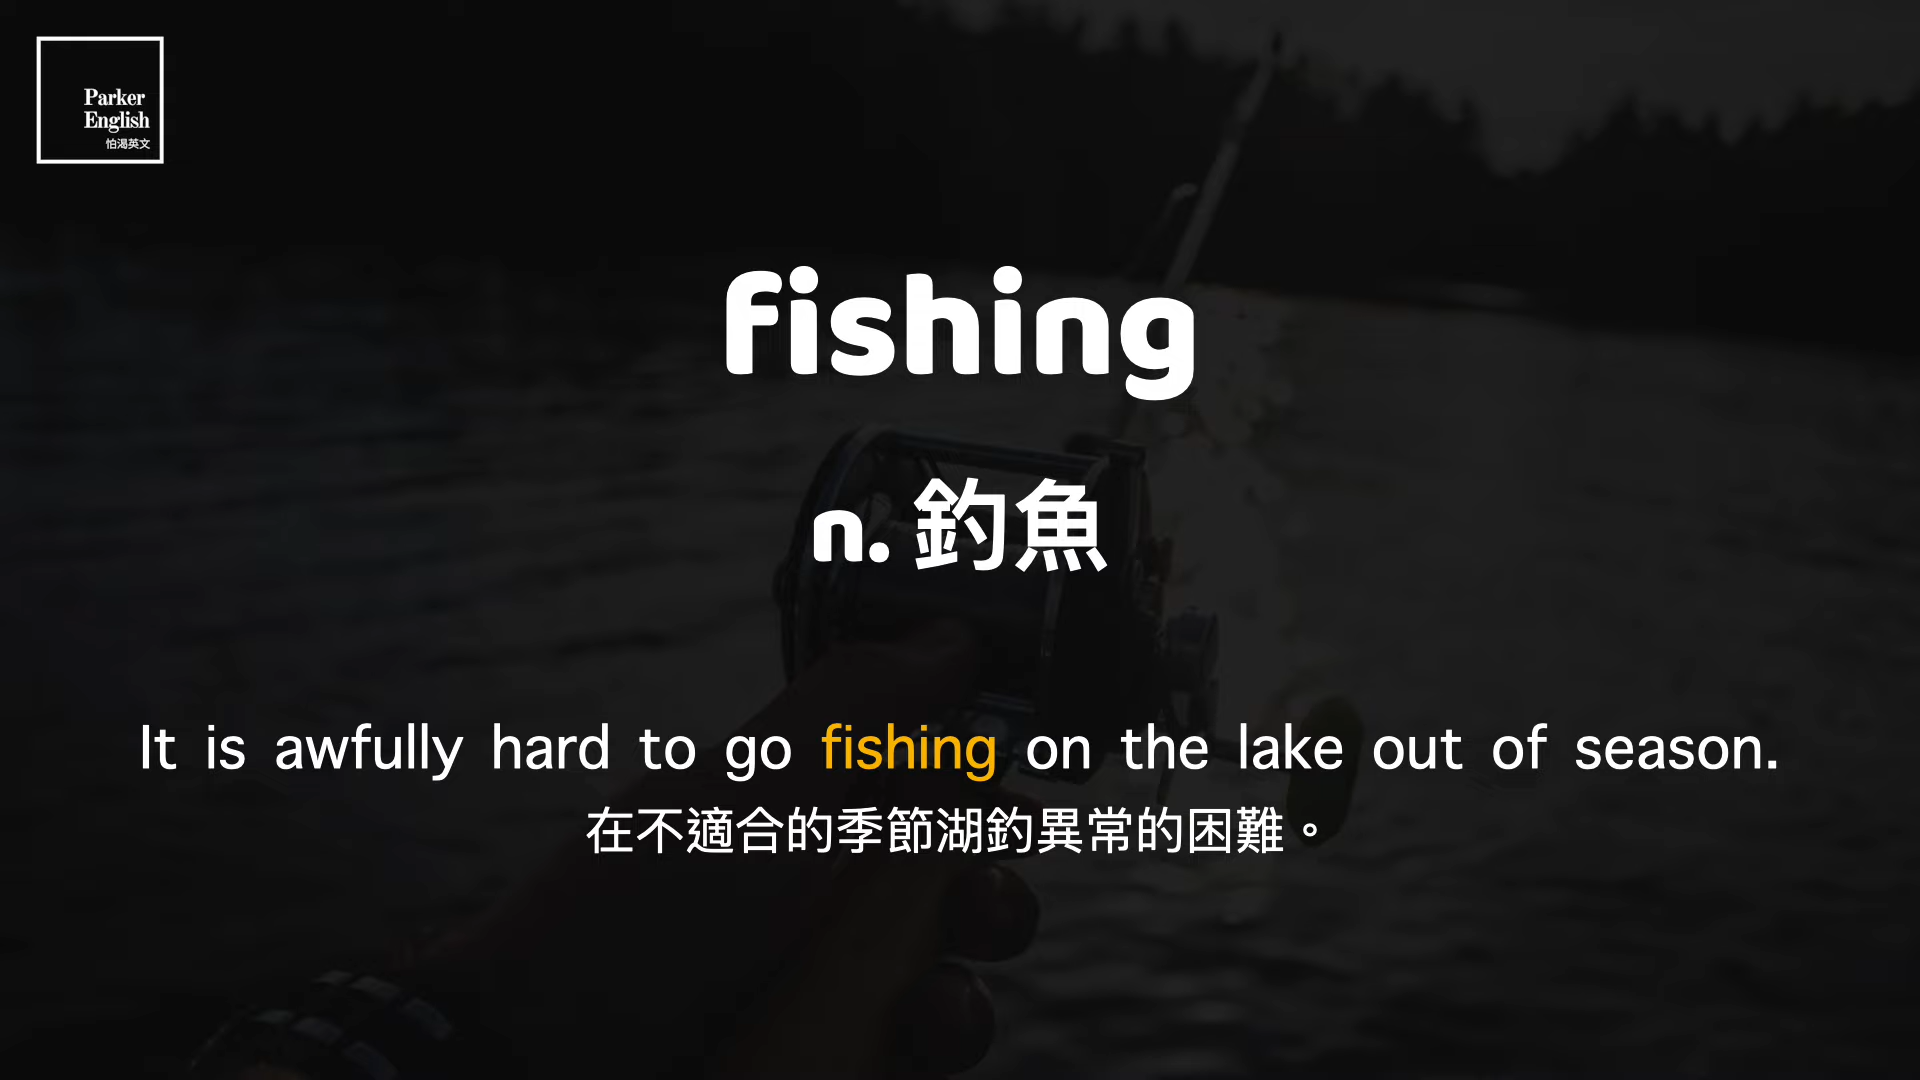 Parker
English
怕渴英文
fishing
n. 釣魚
It is awfully hard to go fishing on the lake out of season.
在不適合的季節湖釣異常的困難。